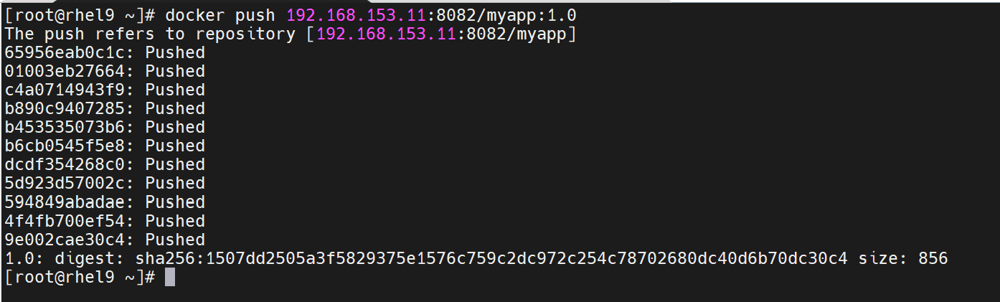 [root@rhel9 ~]# docker push 192.168.153.11:8082/myapp:1.0
The push refers to repository [192.168.153.11:8082/myapp]
65956eab0c1c: Pushed
01003eb27664: Pushed
c4a0714943f9: Pushed
b890c9407285: Pushed
b453535073b6: Pushed
b6cb0545f5e8: Pushed
dcdf354268c0: Pushed
5d923d57002c: Pushed
594849abadae: Pushed
4f4fb700ef54: Pushed
9e002cae30c4: Pushed
1.0: digest: sha256:1507dd2505a3f5829375e1576c759c2dc972c254c78702680dc40d6b70dc30c4 size: 856
[root@rhel9 ~]#